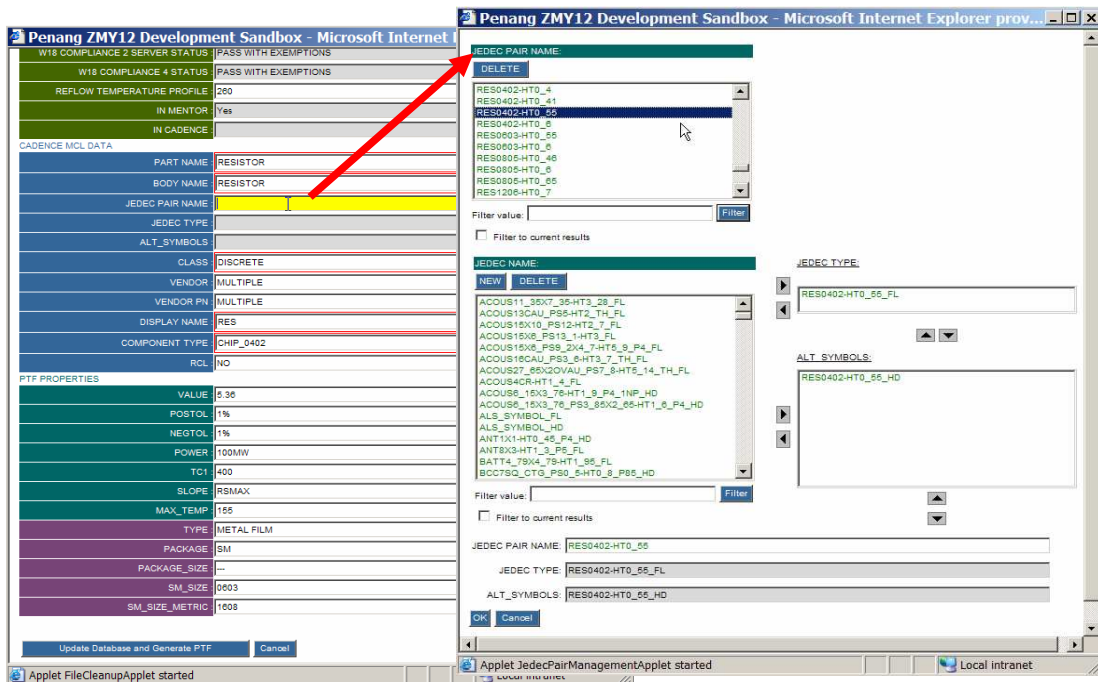 Penang ZMY12 Development Sandbox - Microsoft Internet
W18 COMPLIANCE 2 SERVER STATUS PASS WITH EXEMPTIONS
W18 COMPLIANCE 4 STATUS PASS WITH EXEMPTIONS
REFLOW TEMPERATURE PROFILE 260
IN MENTOR Yes
IN CADENCE
CADENCE MCL DATA
PART NAME RESISTOR
BODY NAME RESISTOR
JEDEC PAIR NAME
JEDEC TYPE
ALT_SYMBOLS
CLASS DISCRETE
VENDOR MULTIPLE
VENDOR PN MULTIPLE
DISPLAY NAME RES
COMPONENT TYPE CHIP_0402
RCL NO
PTF PROPERTIES
VALUE 5.36
POSTOL 1%
NEGTOL 1%
POWER 100MW
TC1 400
SLOPE RSMAX
MAX_TEMP 155
TYPE METAL FILM
PACKAGE SM
PACKAGE_SIZE ---
SM_SIZE 0603
SM_SIZE_METRIC 1608
Update Database and Generate PTF Cancel
Applet FileCleanupApplet started
Penang ZMY12 Development Sandbox - Microsoft Internet Explorer prov...
JEDEC PAIR NAME:
DELETE
RES0402-HT0_4
RES0402-HT0_41
RES0402-HT0_55
RES0402-HT0_6
RES0603-HT0_55
RES0603-HT0_6
RES0805-HT0_46
RES0805-HT0_6
RES0805-HT0_65
RES1206-HT0_7
Filter value: Filter
Filter to current results
JEDEC NAME:
NEW DELETE
ACOUS11_35X7_35-HT3_28_FL
ACOUS13CAU_PS5-HT2_TH_FL
ACOUS15X10_PS12-HT2_7_FL
ACOUS15X6_PS13_1-HT3_FL
ACOUS15X6_PS9_2X4_7-HT5_9_P4_FL
ACOUS16CAU_PS3_6-HT3_7_TH_FL
ACOUS27_65X2OVAU_PS7_8-HT5_14_TH_FL
ACOUS4CR-HT1_4_FL
ACOUS6_15X3_76-HT1_9_P4_1NP_HD
ACOUS6_15X3_76_PS3_85X2_65-HT1_6_P4_HD
ALS_SYMBOL_FL
ALS_SYMBOL_HD
ANT1X1-HT0_45_P4_HD
ANT8X3-HT1_3_P5_FL
BATT4_79X4_79-HT1_95_FL
BCC7SQ_CTG_PS0_5-HT0_8_P85_HD
Filter value: Filter
Filter to current results
JEDEC TYPE:
RES0402-HT0_55_FL
ALT_SYMBOLS:
RES0402-HT0_55_HD
JEDEC PAIR NAME: RES0402-HT0_55
JEDEC TYPE: RES0402-HT0_55_FL
ALT_SYMBOLS: RES0402-HT0_55_HD
OK Cancel
Applet JedecPairManagementApplet started
Local intranet
Local intranet